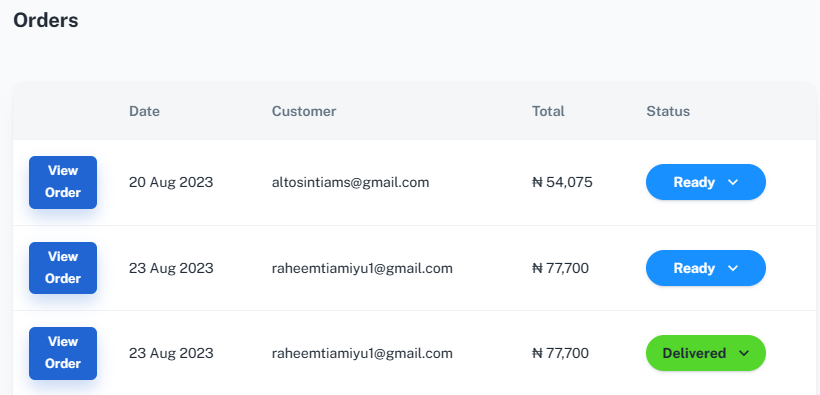 Orders
Date Customer Total Status
View Order 20 Aug 2023 altosintiams@gmail.com ₦ 54,075 Ready
View Order 23 Aug 2023 raheemtiamiyu1@gmail.com ₦ 77,700 Ready
View Order 23 Aug 2023 raheemtiamiyu1@gmail.com ₦ 77,700 Delivered